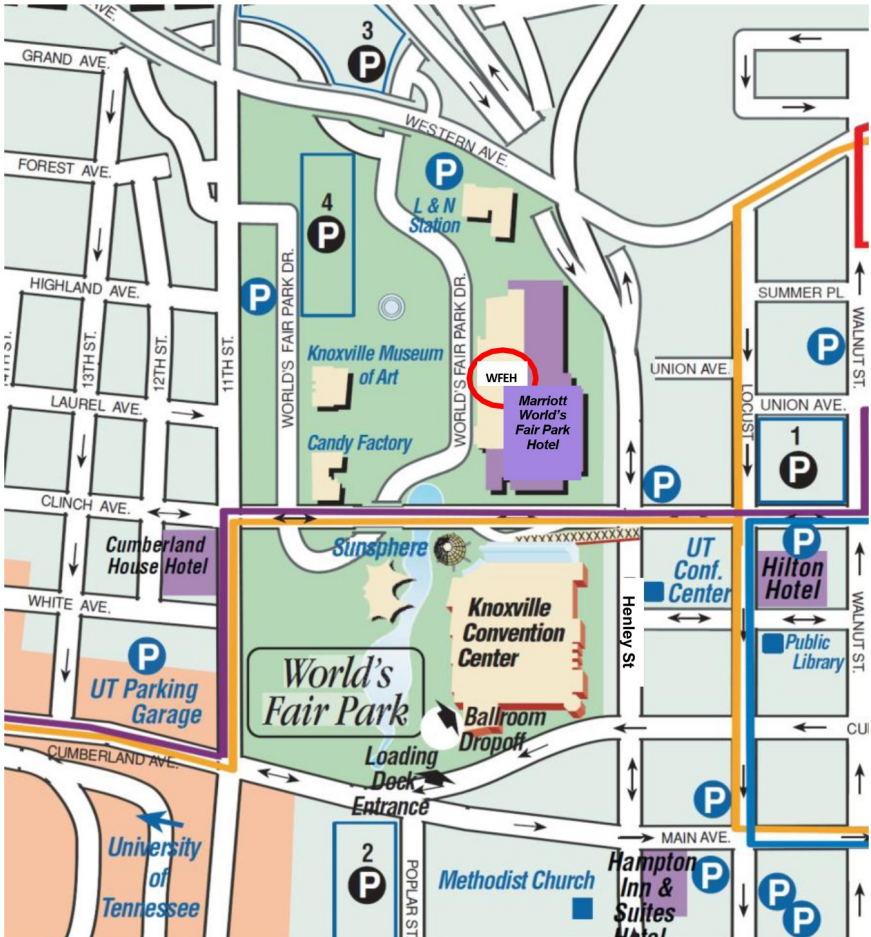 AVE.
3
P
GRAND AVE.
WESTERN AVE.
FOREST AVE.
P
L & N
Station
4
P
HIGHLAND AVE.
P
WORLD'S FAIR PARK DR.
WORLD'S FAIR PARK DR.
SUMMER PL
P
WALNUT ST.
13TH ST.
12TH ST.
11TH ST.
Knoxville Museum
of Art
WFEH
UNION AVE.
LOCUST
UNION AVE.
LAUREL AVE.
Marriott
World's
Fair Park
Hotel
Candy Factory
1
P
P
CLINCH AVE.
Cumberland
House Hotel
Sunsphere
UT
Conf.
Center
P
Hilton
Hotel
WHITE AVE.
Knoxville
Convention
Center
Henley St
WALNUT ST.
Public
Library
P
UT Parking
Garage
World's
Fair Park
Ballroom
Dropoff
CUMBERLAND AVE.
Loading
Dock
Entrance
P
MAIN AVE.
University
of
Tennessee
2
P
POPLAR ST
Methodist Church
Hampton
Inn &
Suites
Hotel
P
P
P